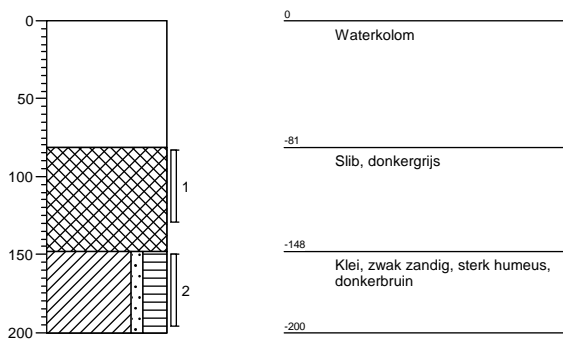 0
50
100
150
200
1
2
0
Waterkolom
-81
Slib, donkergrijs
-148
Klei, zwak zandig, sterk humeus,
donkerbruin
-200